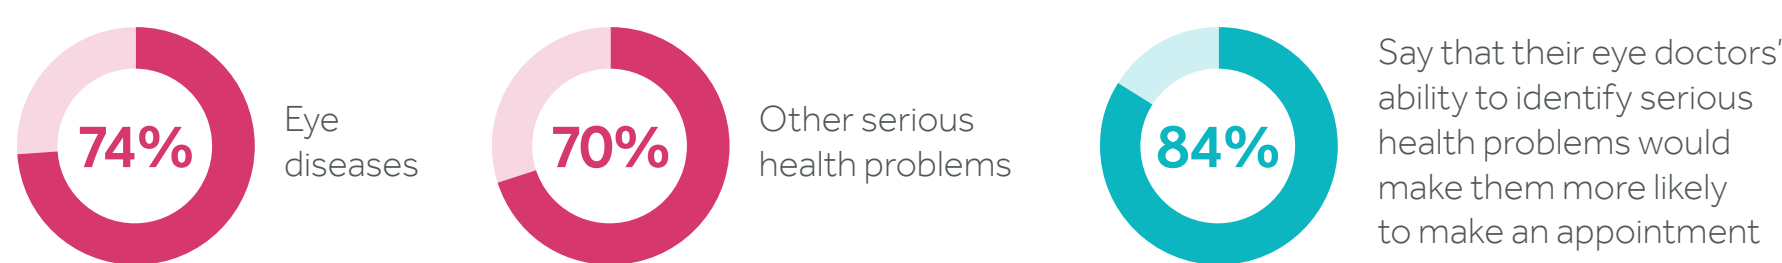 74%
Eye
diseases
70%
Other serious
health problems
84%
Say that their eye doctors'
ability to identify serious
health problems would
make them more likely
to make an appointment